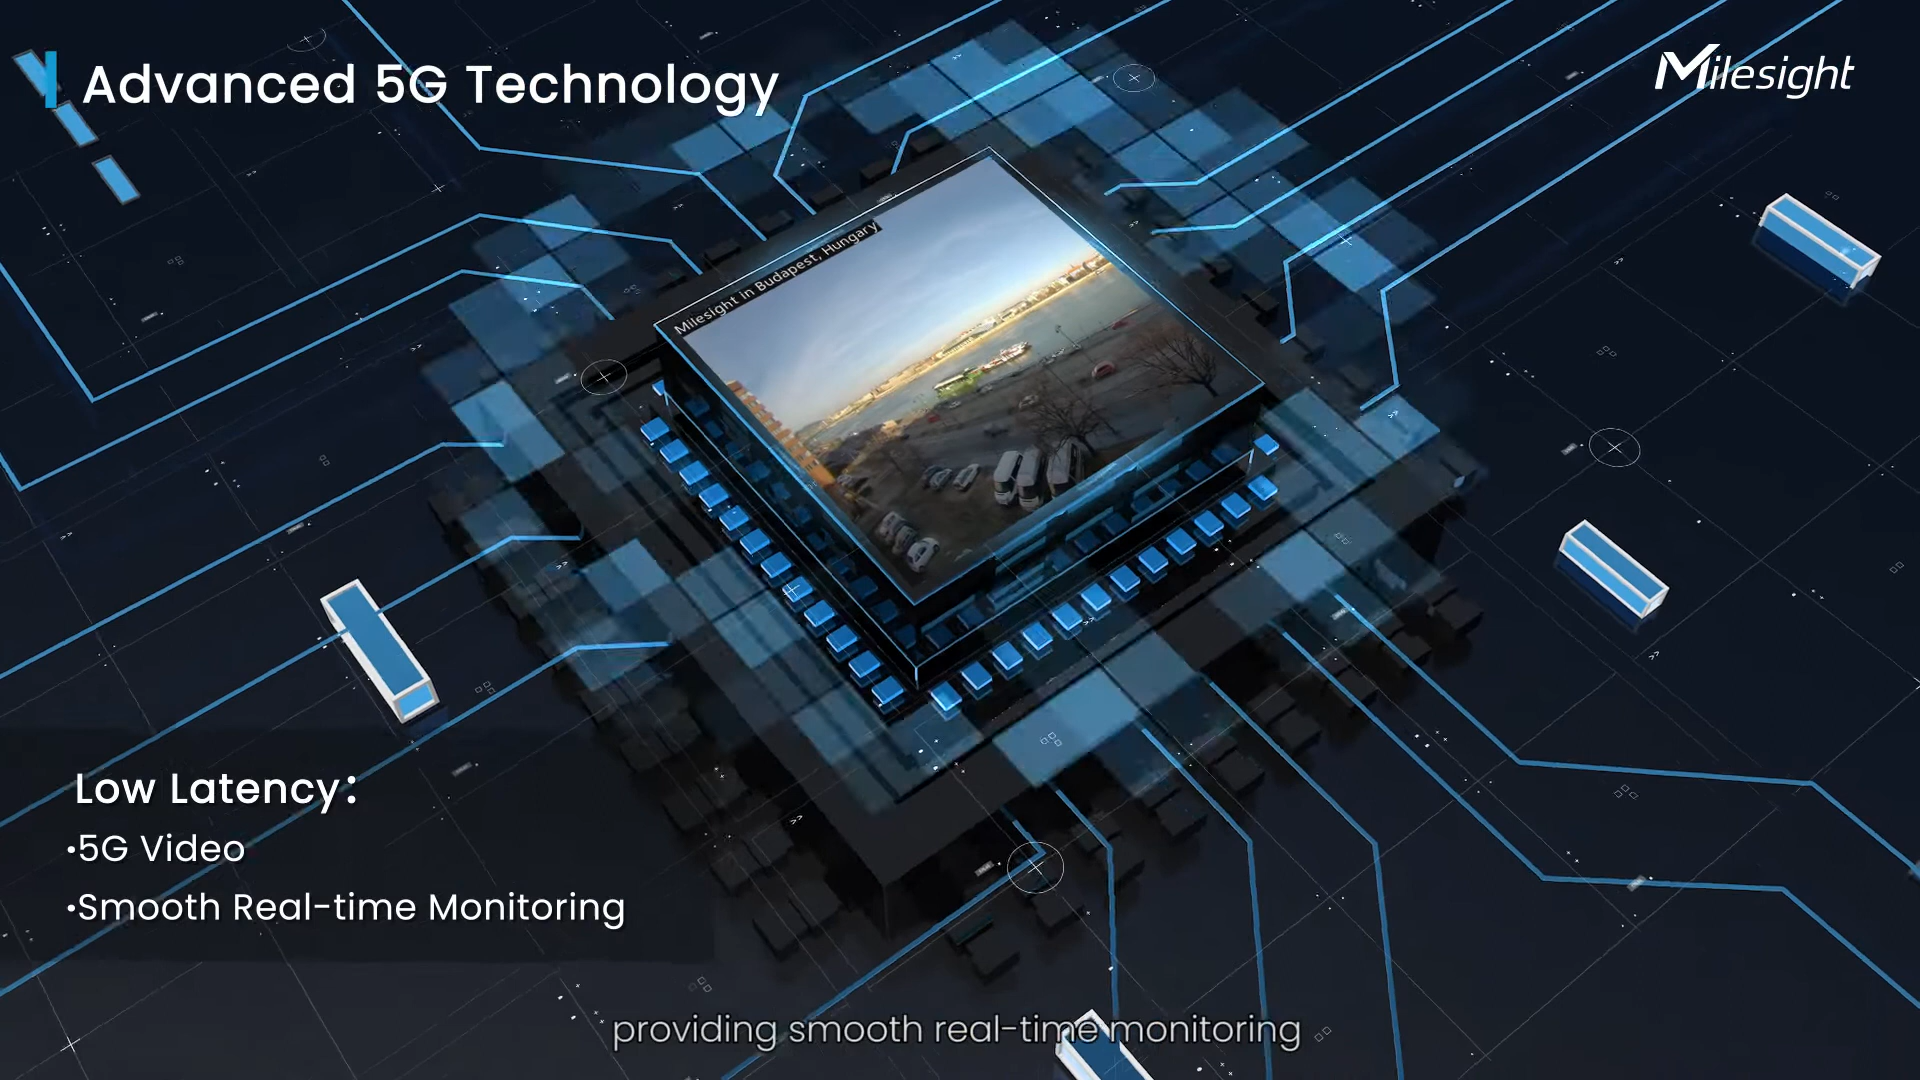 Advanced 5G Technology
Milesight
Milesight in Budapest, Hungary
Low Latency:
•5G Video
•Smooth Real-time Monitoring
providing smooth real-time monitoring